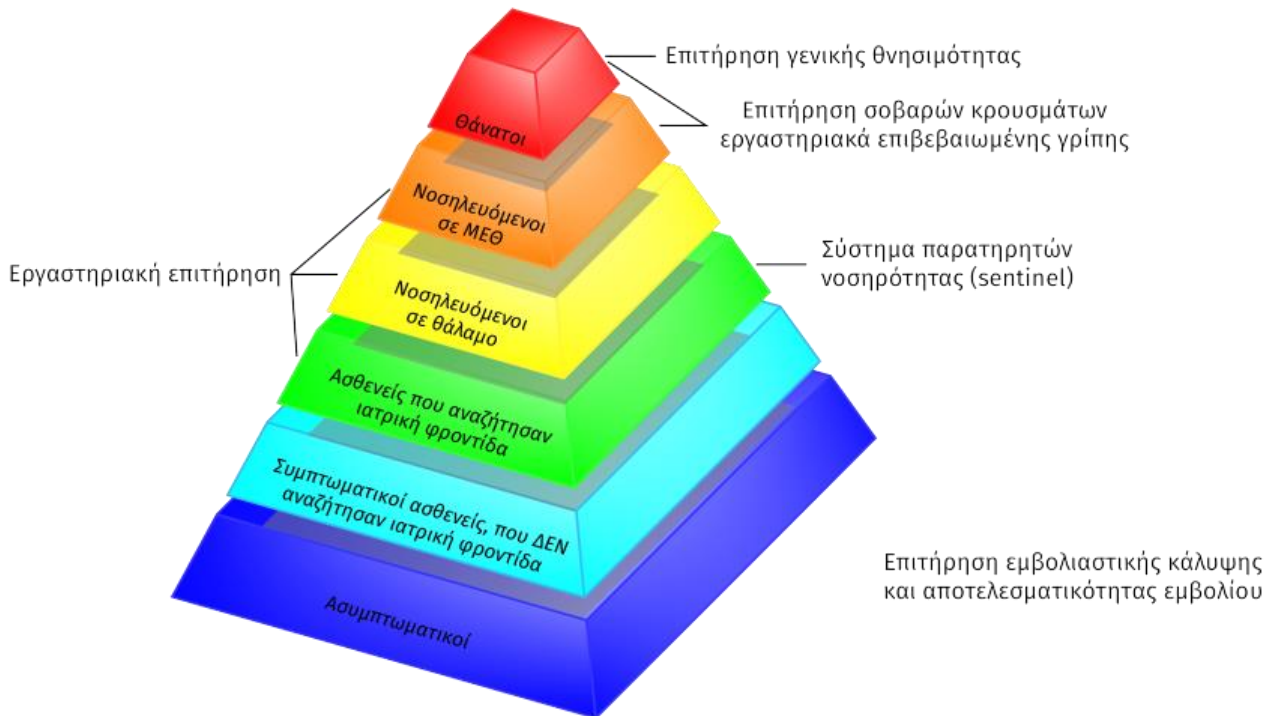 Επιτήρηση γενικής θνησιμότητας
Επιτήρηση σοβαρών κρουσμάτων
εργαστηριακά επιβεβαιωμένης γρίπης
Θάνατοι
Νοσηλευόμενοι
σε ΜΕΘ
Εργαστηριακή επιτήρηση
Σύστημα παρατηρητών
νοσηρότητας (sentinel)
Νοσηλευόμενοι
σε θάλαμο
Ασθενείς που αναζήτησαν
ιατρική φροντίδα
Συμπτωματικοί ασθενείς, που ΔΕΝ
αναζήτησαν ιατρική φροντίδα
Επιτήρηση εμβολιαστικής κάλυψης
και αποτελεσματικότητας εμβολίου
Ασυμπτωματικοί